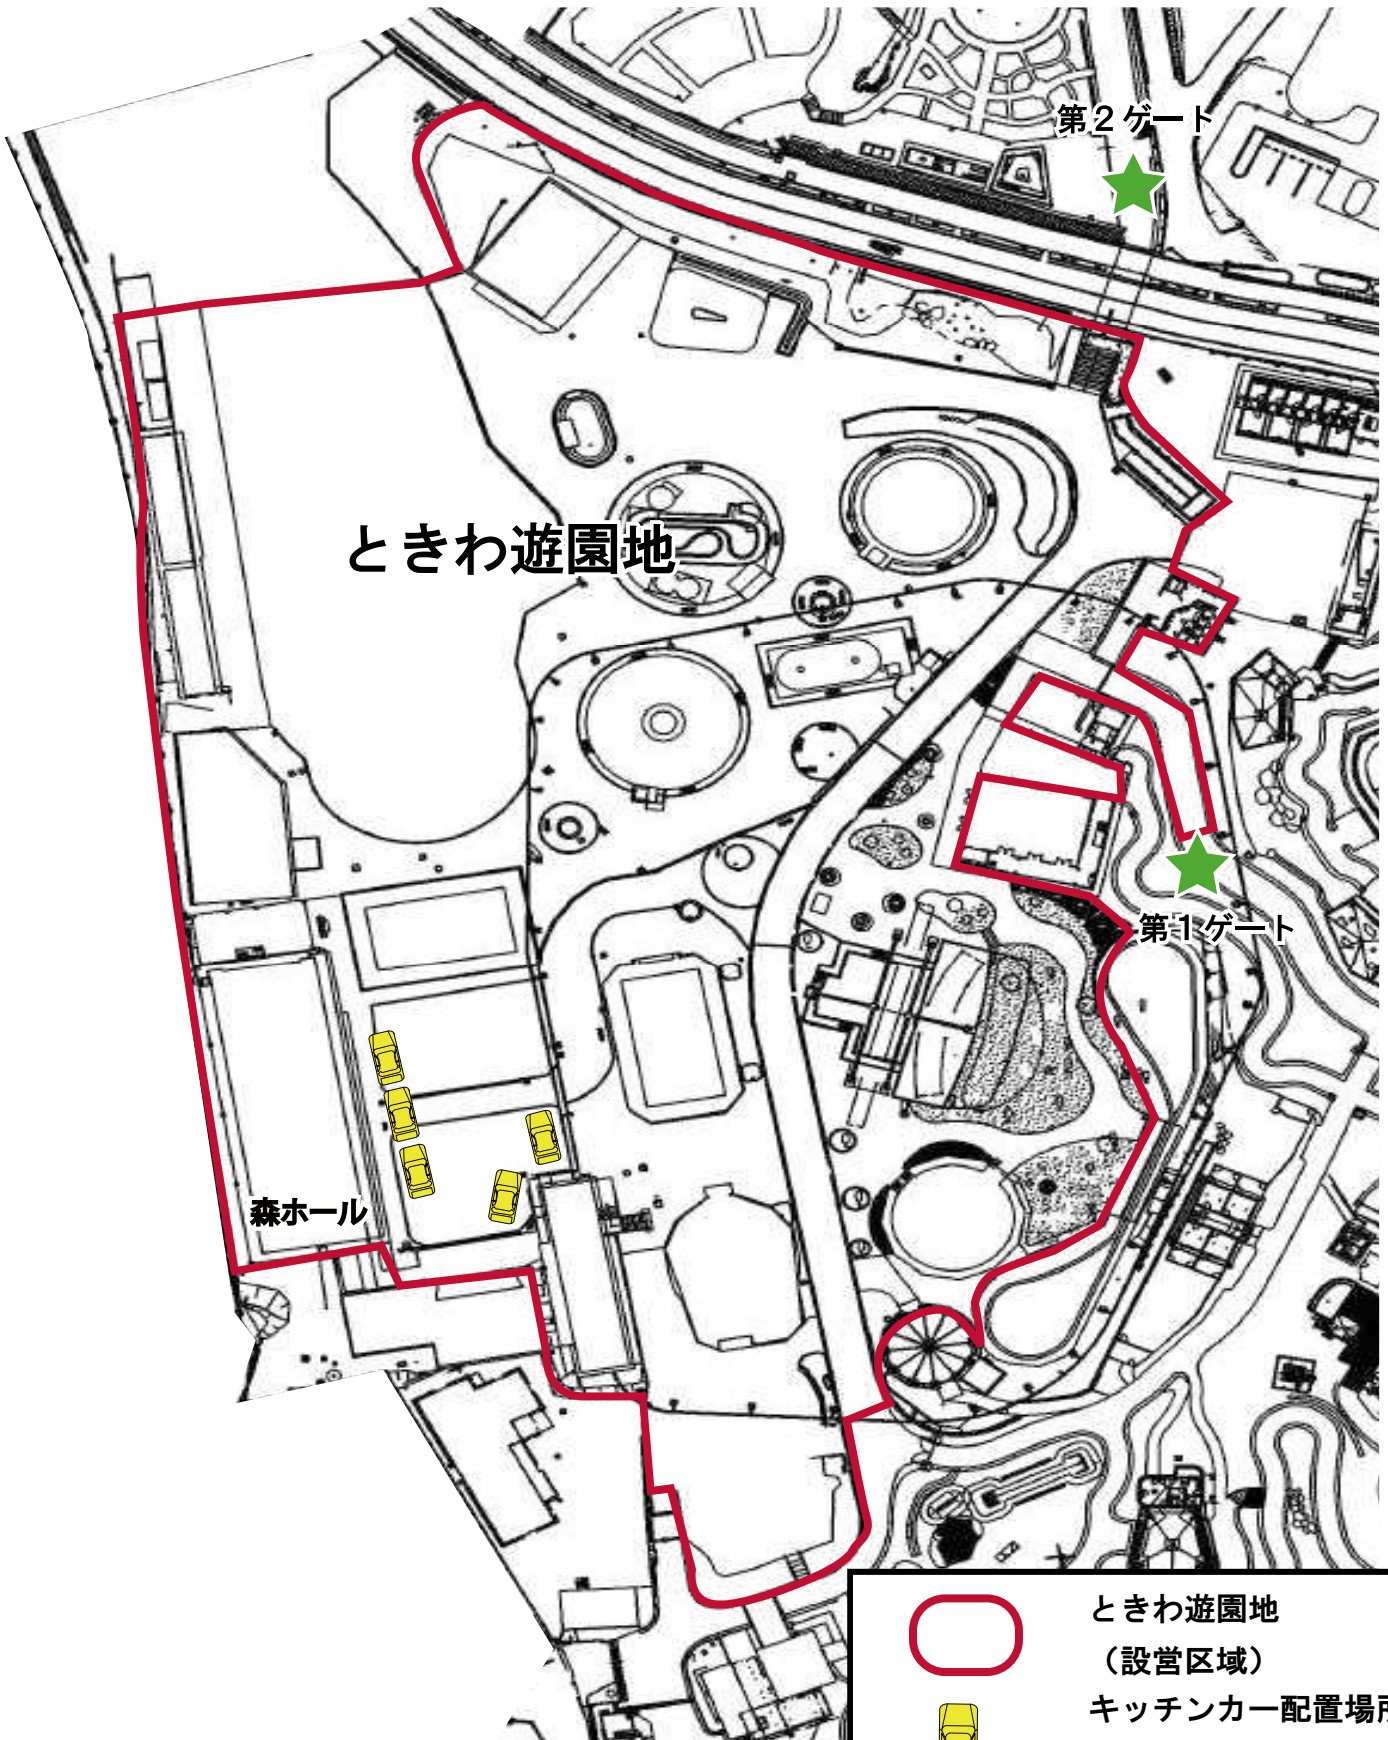 第２ゲート
ときわ遊園地
第１ゲート
森ホール
ときわ遊園地
（設営区域）
キッチンカー配置場所